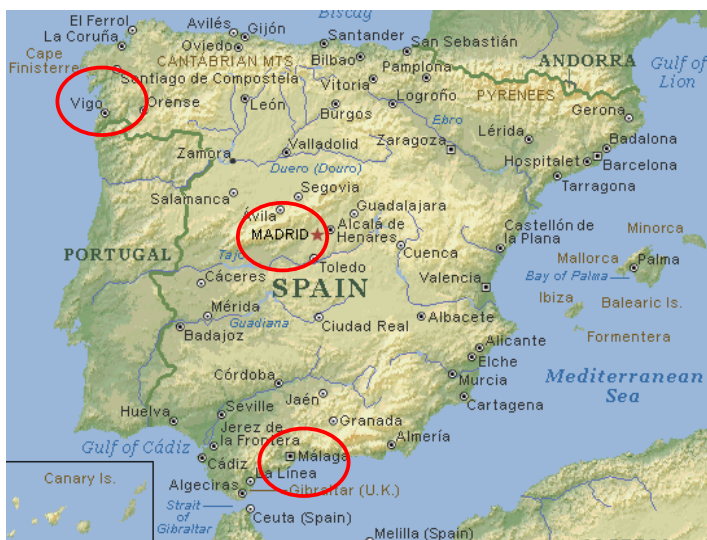 Biscay
El Ferrol
La Coruña
Avilés
Gijón
Oviedo
Santander
Bilbao
San Sebastián
ANDORRA
Gulf of
Lion
Cape
Finisterre
CANTABRIAN MTS
Santiago de Compostela
Vitoria
Pamplona
PYRENEES
Vigo
Orense
León
Burgos
Logroño
Gerona
Ebro
Zamora
Valladolid
Zaragoza
Lérida
Badalona
Duero (Douro)
Hospitalet
Barcelona
Tarragona
Salamanca
Segovia
Ávila
Guadalajara
MADRID
Alcalá de
Henares
Castellón de
la Plana
Minorca
PORTUGAL
Tajo
Toledo
Cuenca
Mallorca
Palma
Bay of Palma
Cáceres
SPAIN
Valencia
Ibiza
Balearic Is.
Mérida
Guadiana
Ciudad Real
Albacete
Formentera
Badajoz
Alicante
Elche
Mediterranean
Sea
Córdoba
Jaén
Murcia
Cartagena
Huelva
Seville
Granada
Jerez de
la Frontera
Almería
Gulf of Cádiz
Cádiz
Málaga
La Linea
Canary Is.
Algeciras
Gibraltar (U.K.)
Strait
of
Gibraltar
Ceuta (Spain)
Melilla (Spain)